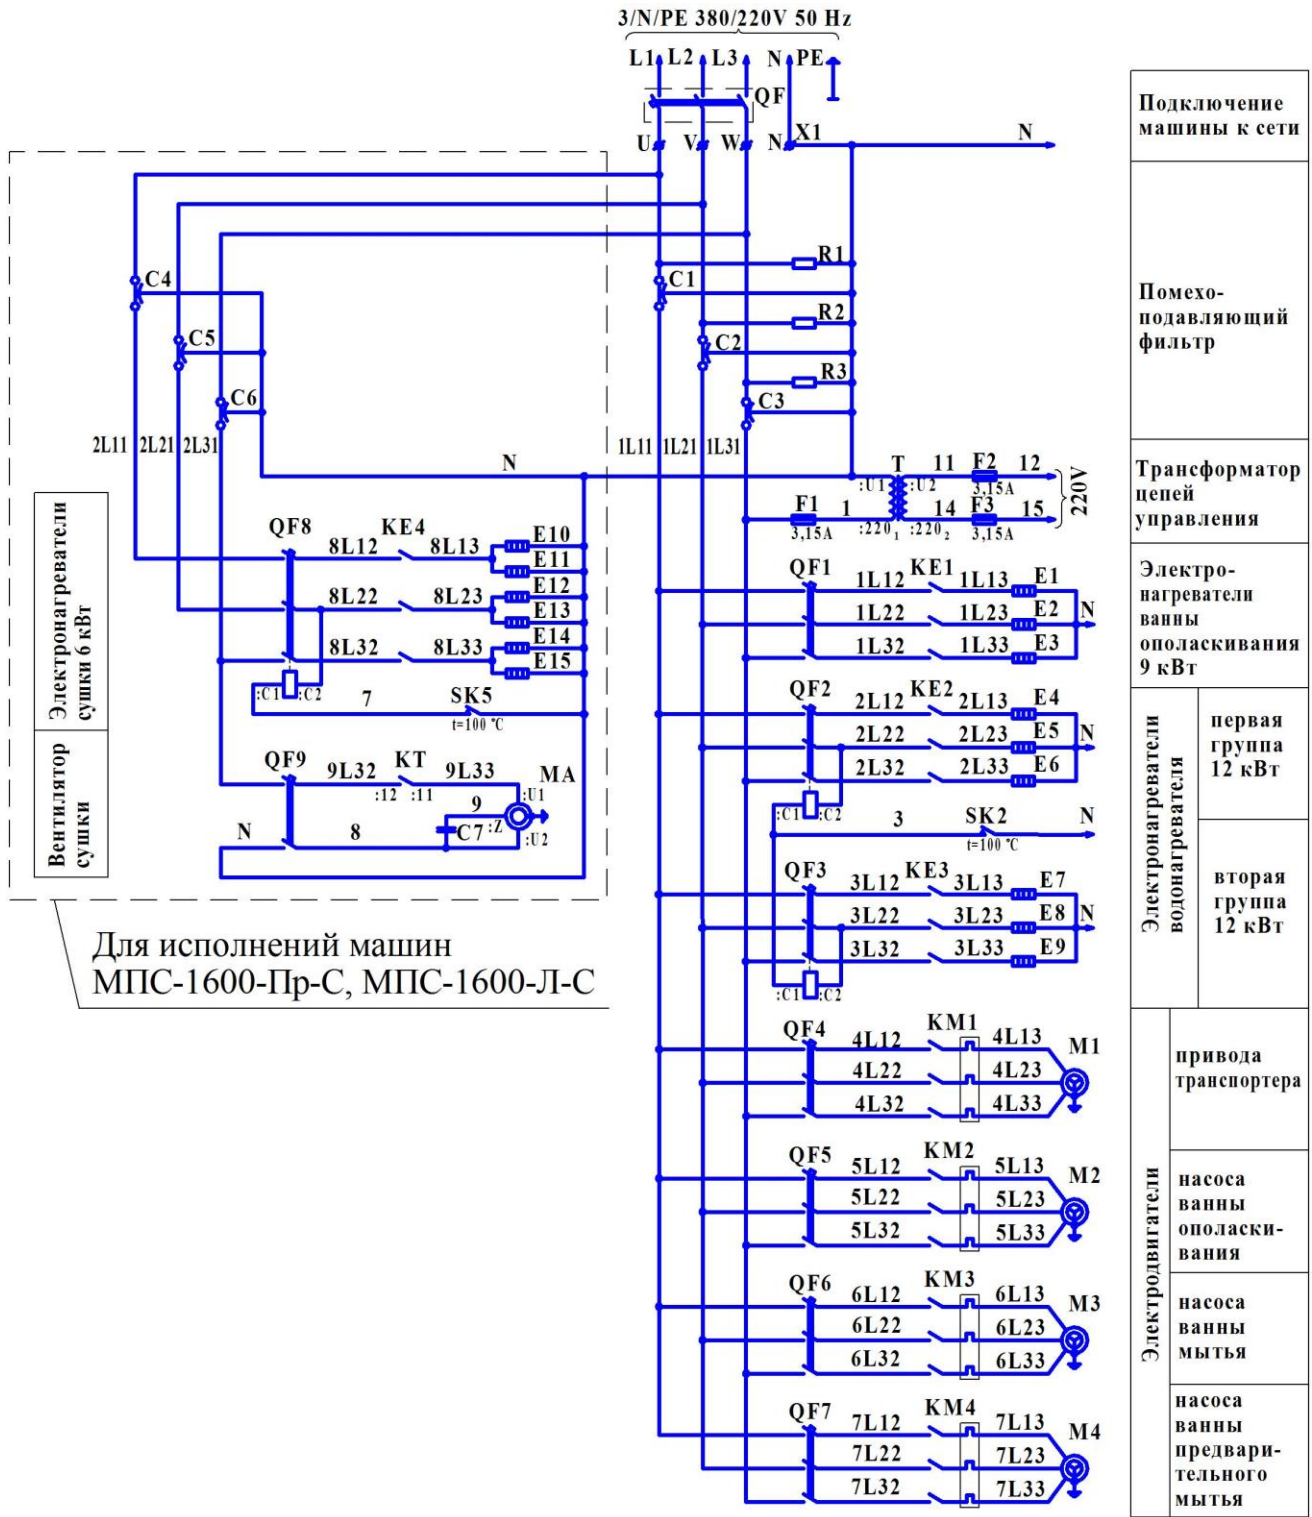 3/N/PE 380/220V 50 Hz
L1 L2 L3 N PE
QF
U V W N X1 N
Подключение
машины к сети
R1
C4 C1
R2
C5 C2
R3
C6 C3
Помехо-
подавляющий
фильтр
2L11 2L21 2L31 N 1L11 1L21 1L31
T 11 F2 12
:U1 :U2 3,15A
F1 1 14 F3 15
3,15A :220₁ :220₂ 3,15A
220V
Трансформатор
цепей
управления
Электронагреватели
сушки 6 кВт
QF8 8L12 KE4 8L13 E10
E11
8L22 8L23 E12
E13
8L32 8L33 E14
E15
:C1 :C2
7 SK5
t=100 °C
Вентилятор
сушки
QF9 9L32 KT 9L33 MA
:12 :11 :U1
9 :Z
N 8 C7 :U2
Для исполнений машин
МПС-1600-Пр-С, МПС-1600-Л-С
QF1 1L12 KE1 1L13 E1
1L22 1L23 E2 N
1L32 1L33 E3
Электро-
нагреватели
ванны
ополаскивания
9 кВт
QF2 2L12 KE2 2L13 E4
2L22 2L23 E5 N
2L32 2L33 E6
:C1 :C2
3 SK2 N
t=100 °C
QF3 3L12 KE3 3L13 E7
3L22 3L23 E8 N
3L32 3L33 E9
:C1 :C2
Электронагреватели
водонагревателя
первая
группа
12 кВт
вторая
группа
12 кВт
QF4 4L12 KM1 4L13 M1
4L22 4L23
4L32 4L33
QF5 5L12 KM2 5L13 M2
5L22 5L23
5L32 5L33
QF6 6L12 KM3 6L13 M3
6L22 6L23
6L32 6L33
QF7 7L12 KM4 7L13 M4
7L22 7L23
7L32 7L33
Электродвигатели
привода
транспортера
насоса
ванны
ополаски-
вания
насоса
ванны
мытья
насоса
ванны
предвари-
тельного
мытья